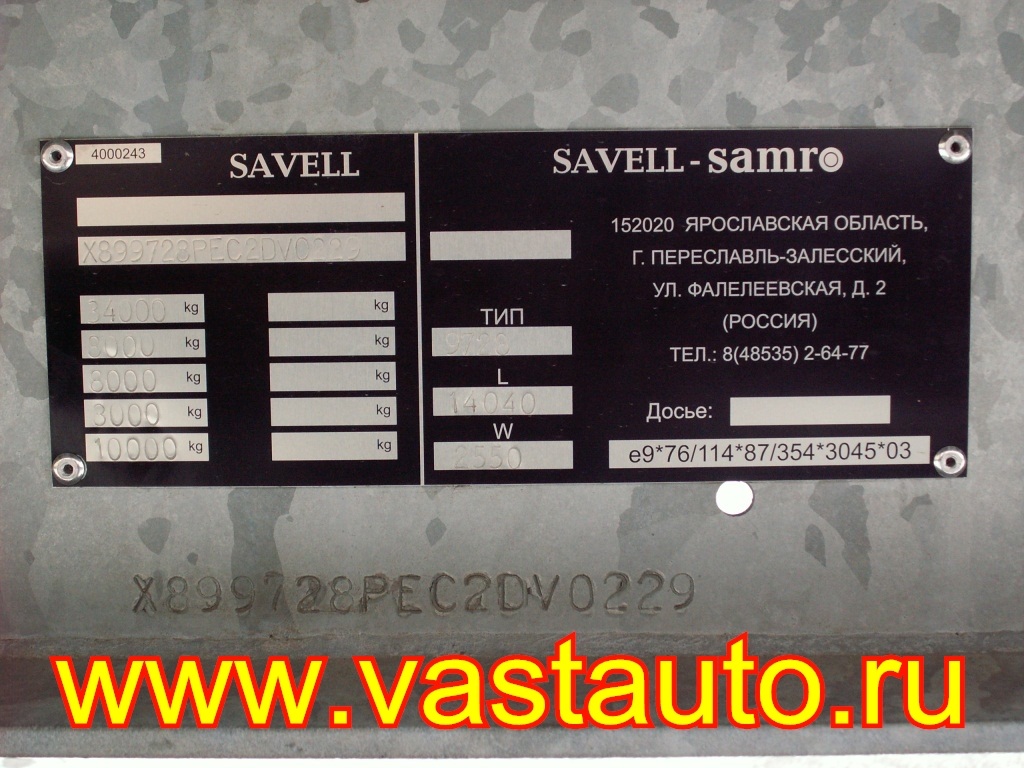 4000243
SAVELL
X899728PEC2DV0229
34000 kg kg
8000 kg kg
8000 kg kg
8000 kg kg
10000 kg kg
SAVELL-samro
ТИП
L
14040
W
2550
152020 ЯРОСЛАВСКАЯ ОБЛАСТЬ,
Г. ПЕРЕСЛАВЛЬ-ЗАЛЕССКИЙ,
УЛ. ФАЛЕЛЕЕВСКАЯ, Д. 2
(РОССИЯ)
ТЕЛ.: 8(48535) 2-64-77
Досье:
e9*76/114*87/354*3045*03
X899728PEC2DV0229
www.vastauto.ru